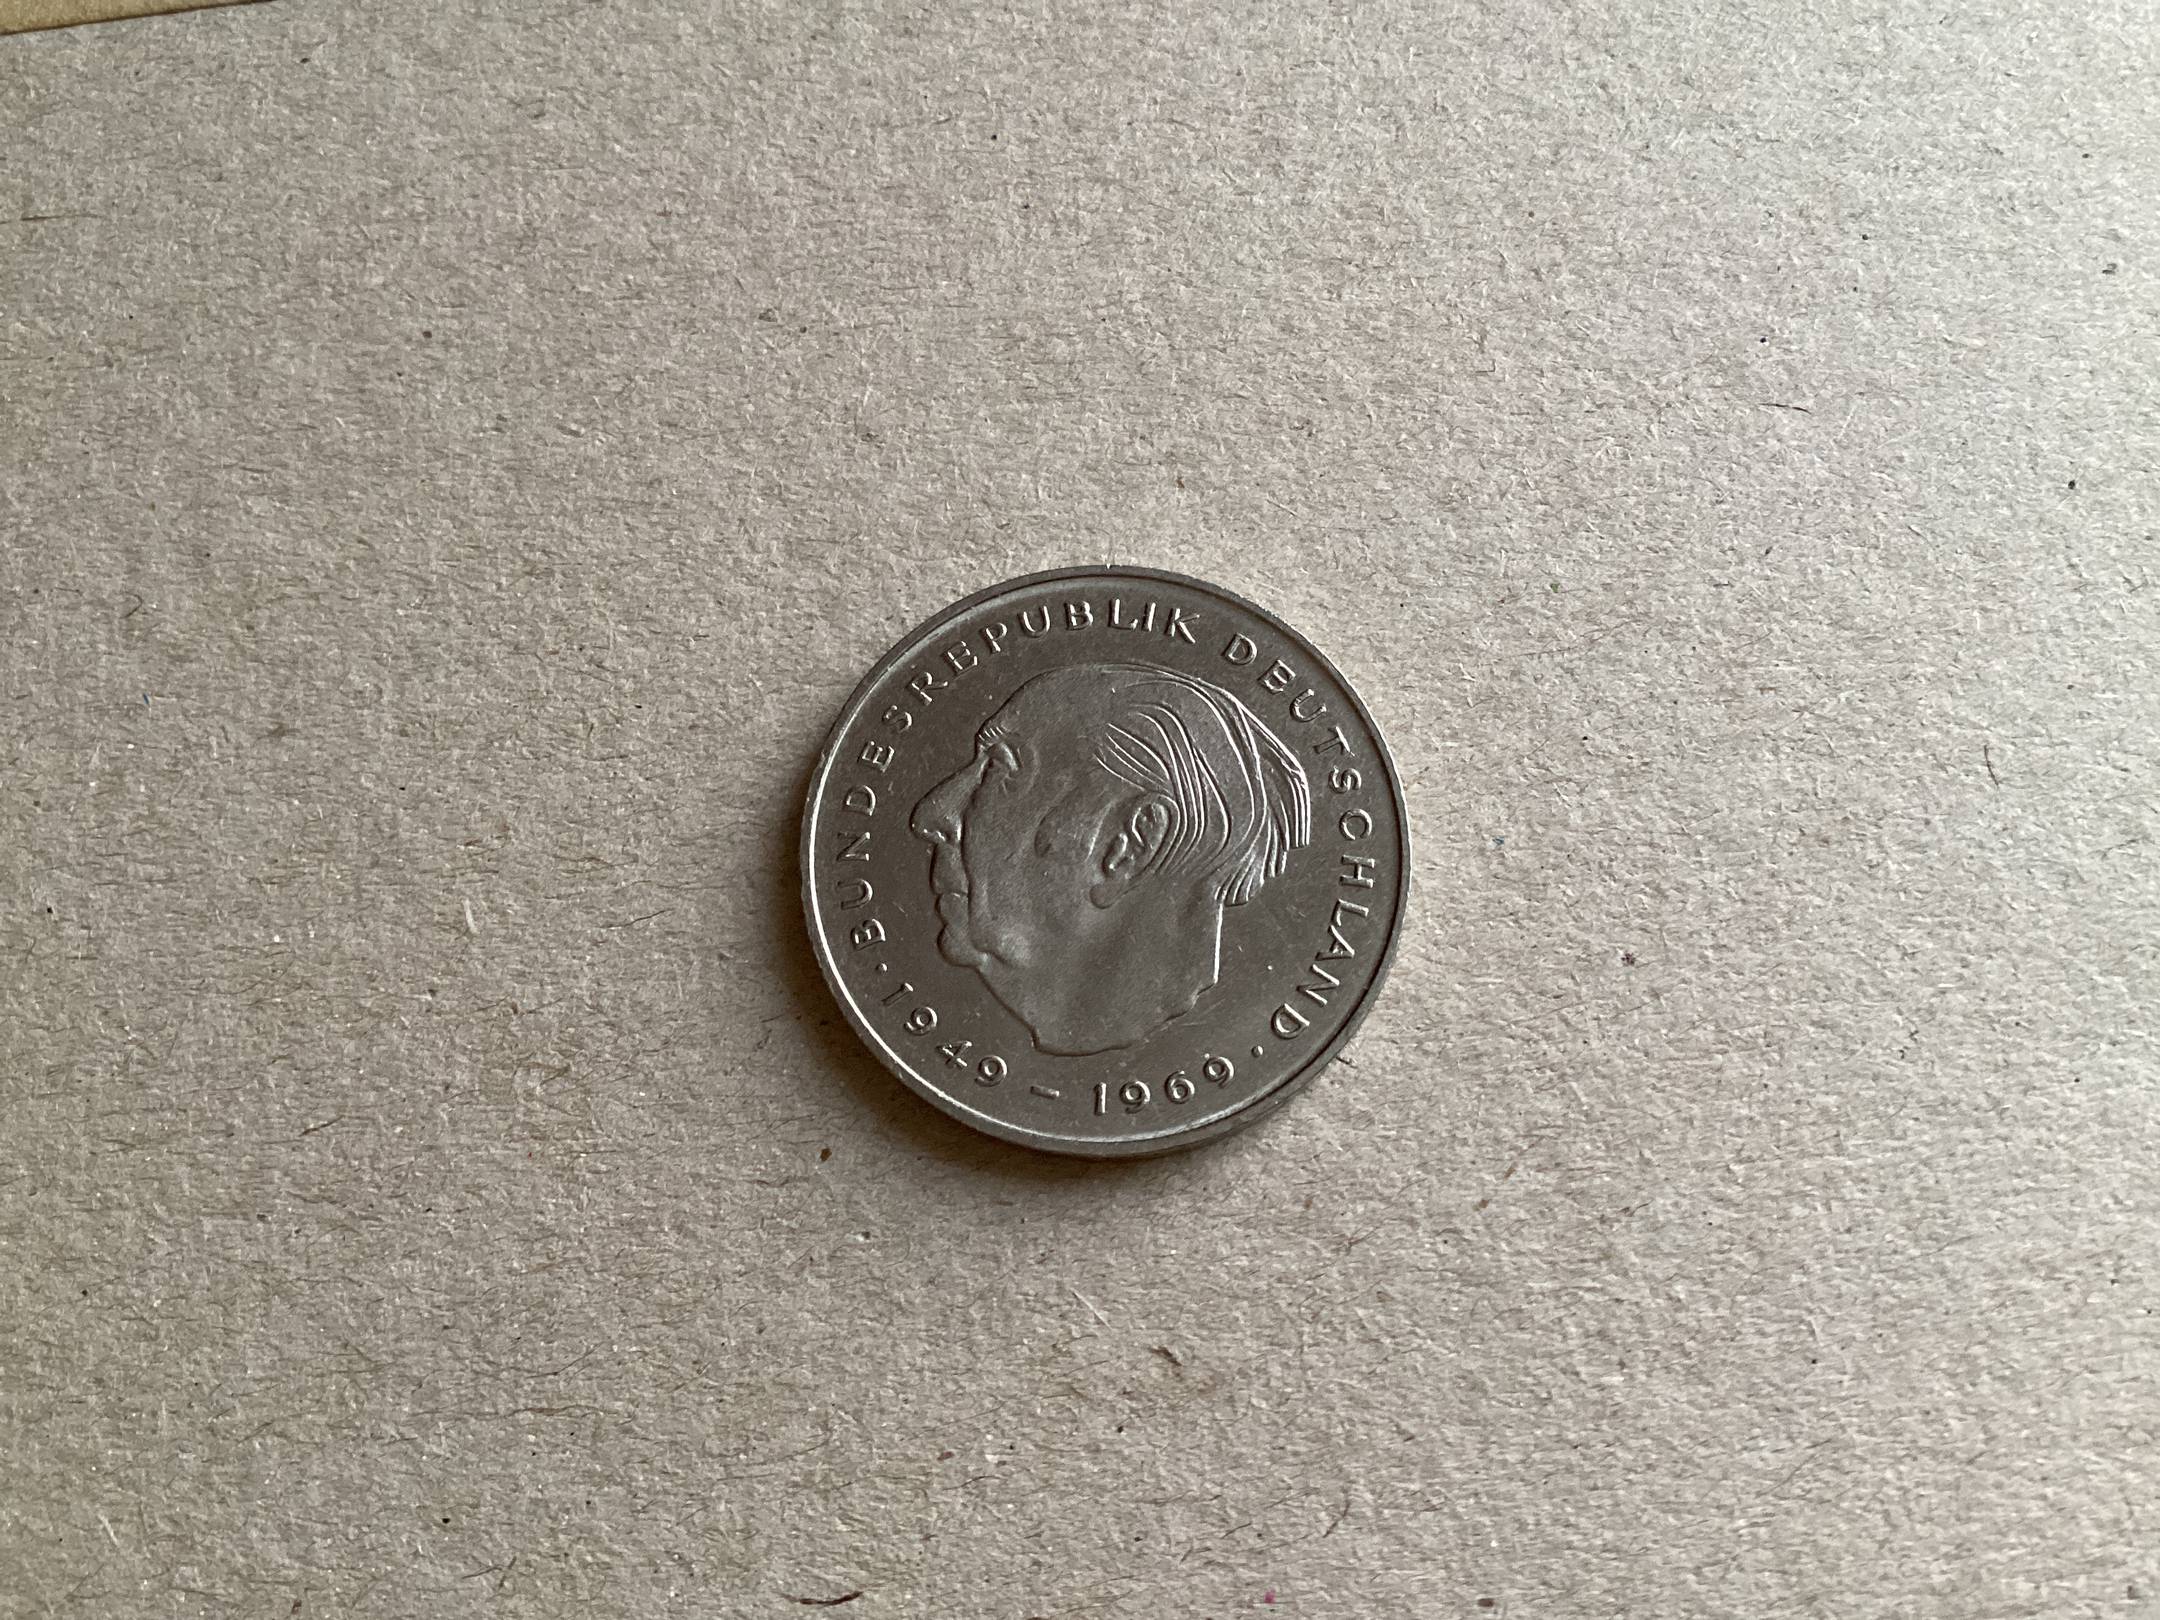 · BUNDESREPUBLIK DEUTSCHLAND ·
1949 – 1969